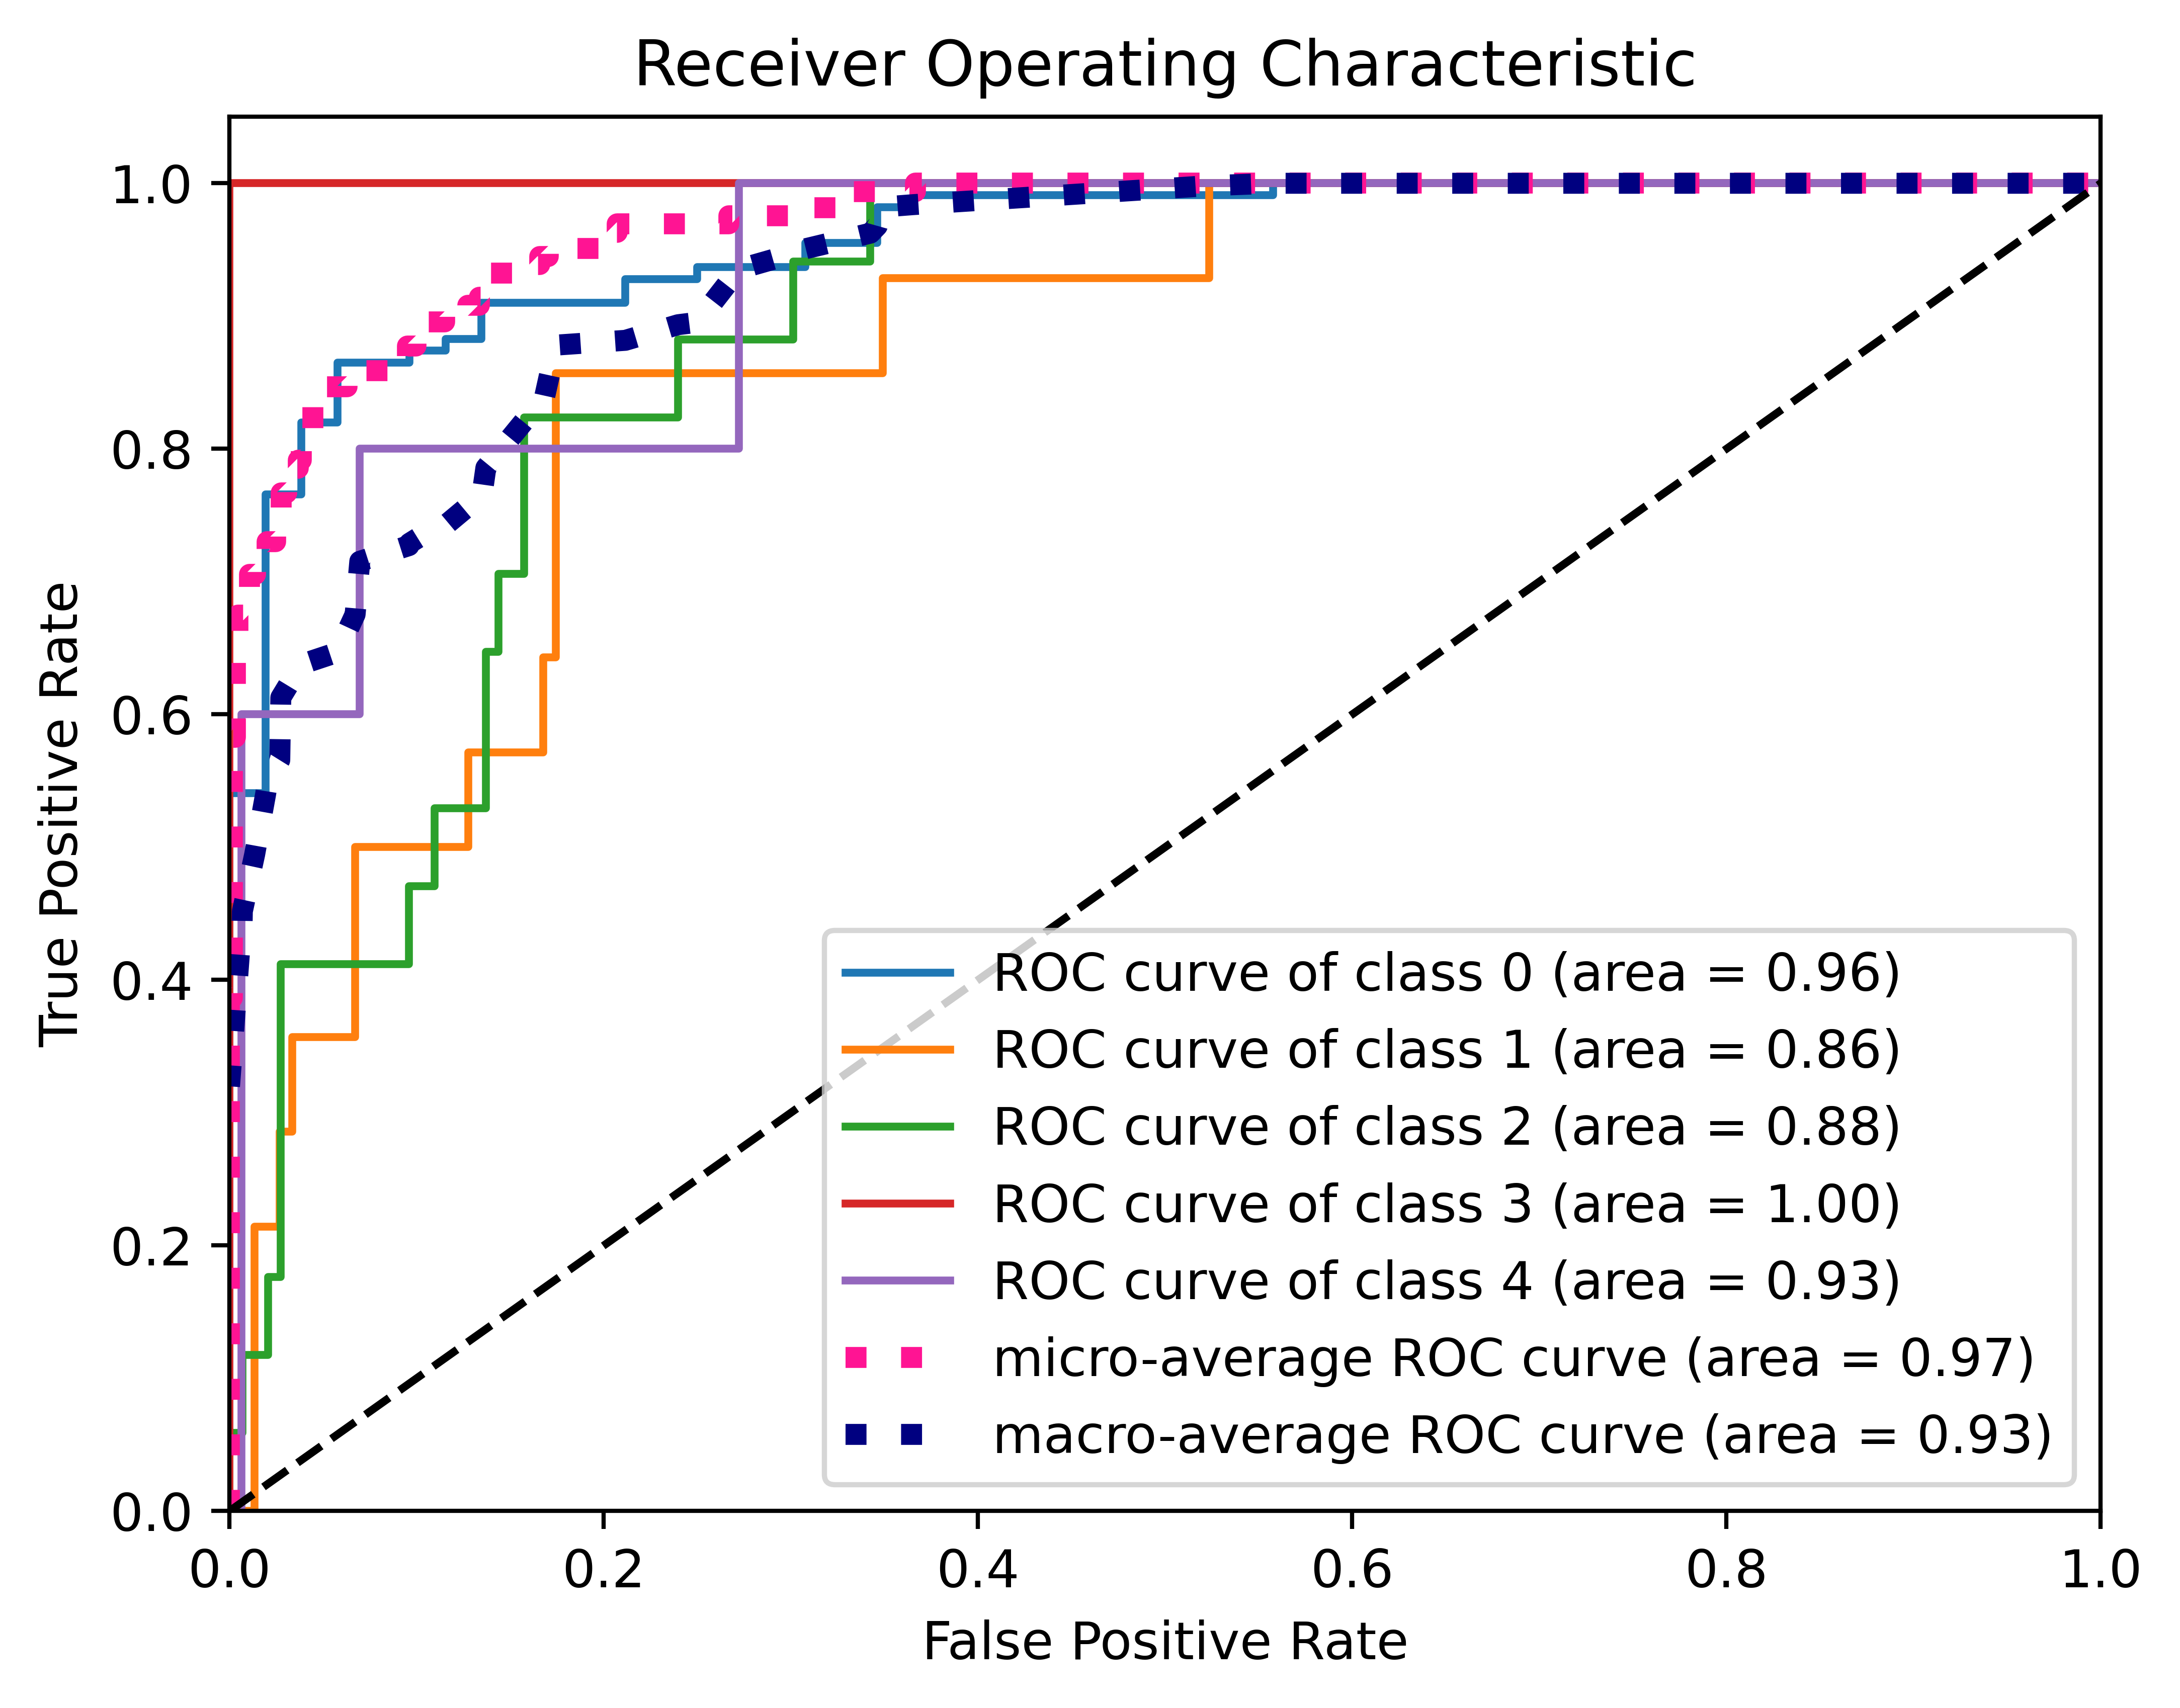 Receiver Operating Characteristic
1.0
0.8
0.6
0.4
0.2
0.0
True Positive Rate
ROC curve of class 0 (area = 0.96)
ROC curve of class 1 (area = 0.86)
ROC curve of class 2 (area = 0.88)
ROC curve of class 3 (area = 1.00)
ROC curve of class 4 (area = 0.93)
micro-average ROC curve (area = 0.97)
macro-average ROC curve (area = 0.93)
0.0 0.2 0.4 0.6 0.8 1.0
False Positive Rate